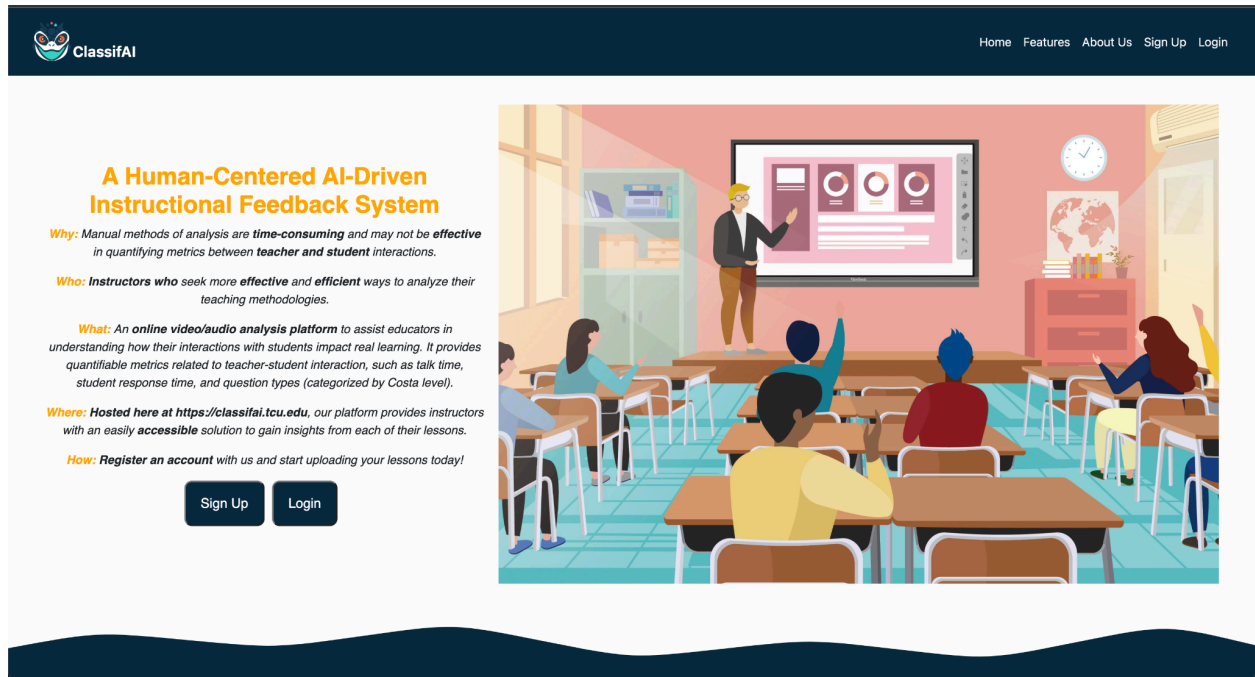 ClassifAI
Home Features About Us Sign Up Login
A Human-Centered AI-Driven
Instructional Feedback System
Why: Manual methods of analysis are time-consuming and may not be effective
in quantifying metrics between teacher and student interactions.
Who: Instructors who seek more effective and efficient ways to analyze their
teaching methodologies.
What: An online video/audio analysis platform to assist educators in
understanding how their interactions with students impact real learning. It provides
quantifiable metrics related to teacher-student interaction, such as talk time,
student response time, and question types (categorized by Costa level).
Where: Hosted here at https://classifai.tcu.edu, our platform provides instructors
with an easily accessible solution to gain insights from each of their lessons.
How: Register an account with us and start uploading your lessons today!
Sign Up Login